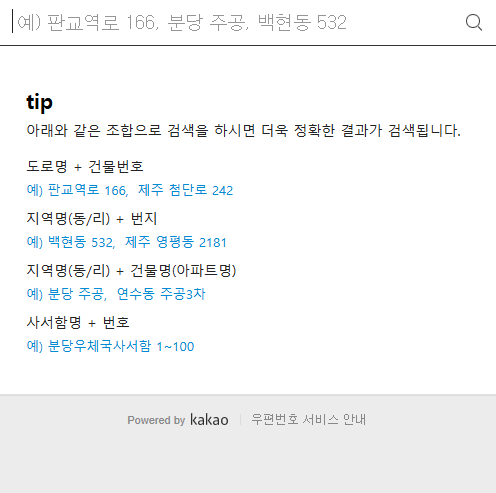 예) 판교역로 166, 분당 주공, 백현동 532
tip
아래와 같은 조합으로 검색을 하시면 더욱 정확한 결과가 검색됩니다.
도로명 + 건물번호
예) 판교역로 166, 제주 첨단로 242
지역명(동/리) + 번지
예) 백현동 532, 제주 영평동 2181
지역명(동/리) + 건물명(아파트명)
예) 분당 주공, 연수동 주공3차
사서함명 + 번호
예) 분당우체국사서함 1~100
Powered by kakao | 우편번호 서비스 안내